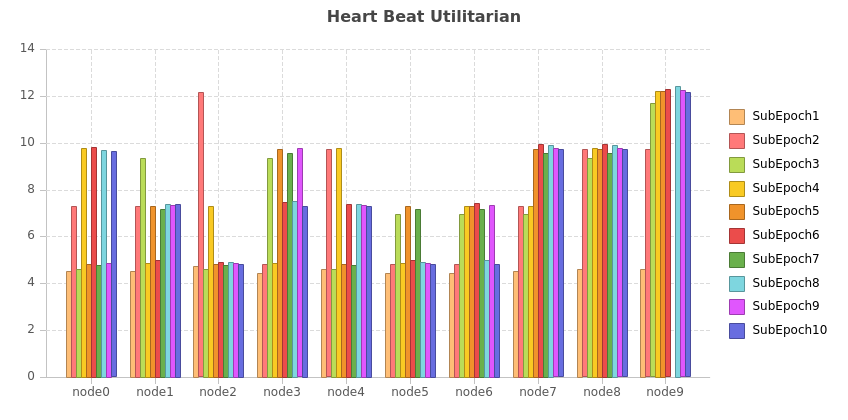 Heart Beat Utilitarian
14
12
10
8
6
4
2
0
node0 node1 node2 node3 node4 node5 node6 node7 node8 node9
SubEpoch1
SubEpoch2
SubEpoch3
SubEpoch4
SubEpoch5
SubEpoch6
SubEpoch7
SubEpoch8
SubEpoch9
SubEpoch10